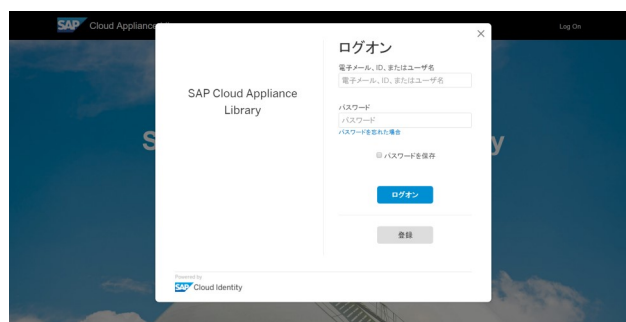 SAP Cloud Appliance
Log On
ログオン
電子メール、ID、またはユーザ名
電子メール、ID、またはユーザ名
SAP Cloud Appliance
Library
パスワード
パスワード
パスワードを忘れた場合
パスワードを保存
ログオン
登録
Powered by
SAP Cloud Identity